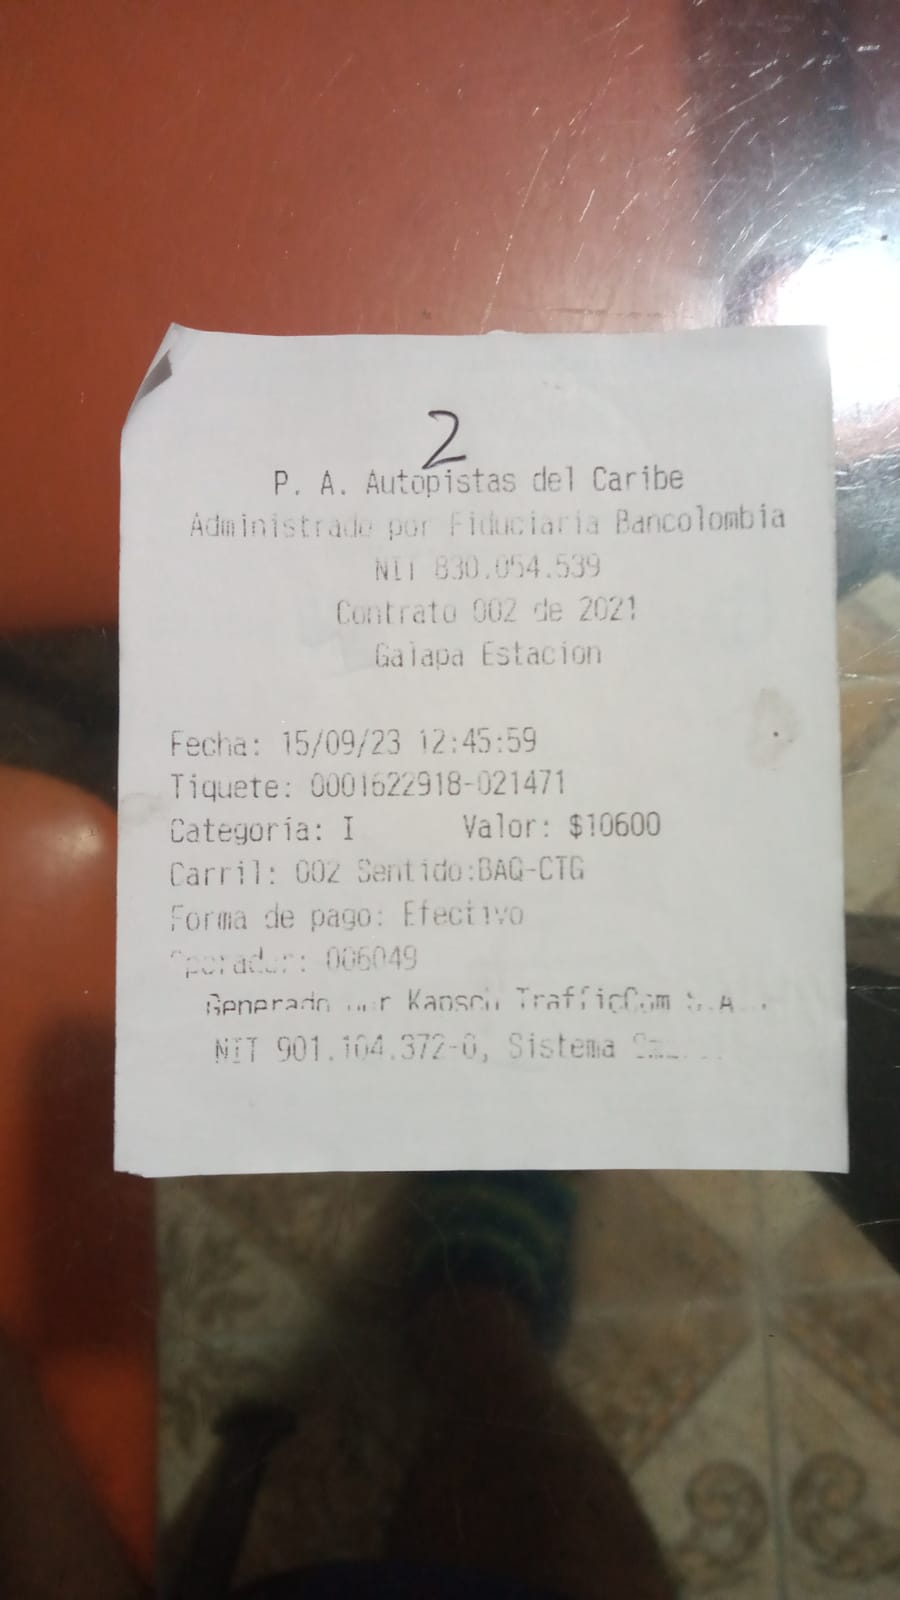 2
P. A. Autopistas del Caribe
Administrado por Fiduciaria Bancolombia
NIT 830.054.539
Contrato 002 de 2021
Galapa Estacion
Fecha: 15/09/23 12:45:59
Tiquete: 0001622918-021471
Categoria: I Valor: $10600
Carril: 002 Sentido:BAQ-CTG
Forma de pago: Efectivo
006049
Generado por Kapsch TrafficCom S.A.
NIT 901.104.372-0, Sistema